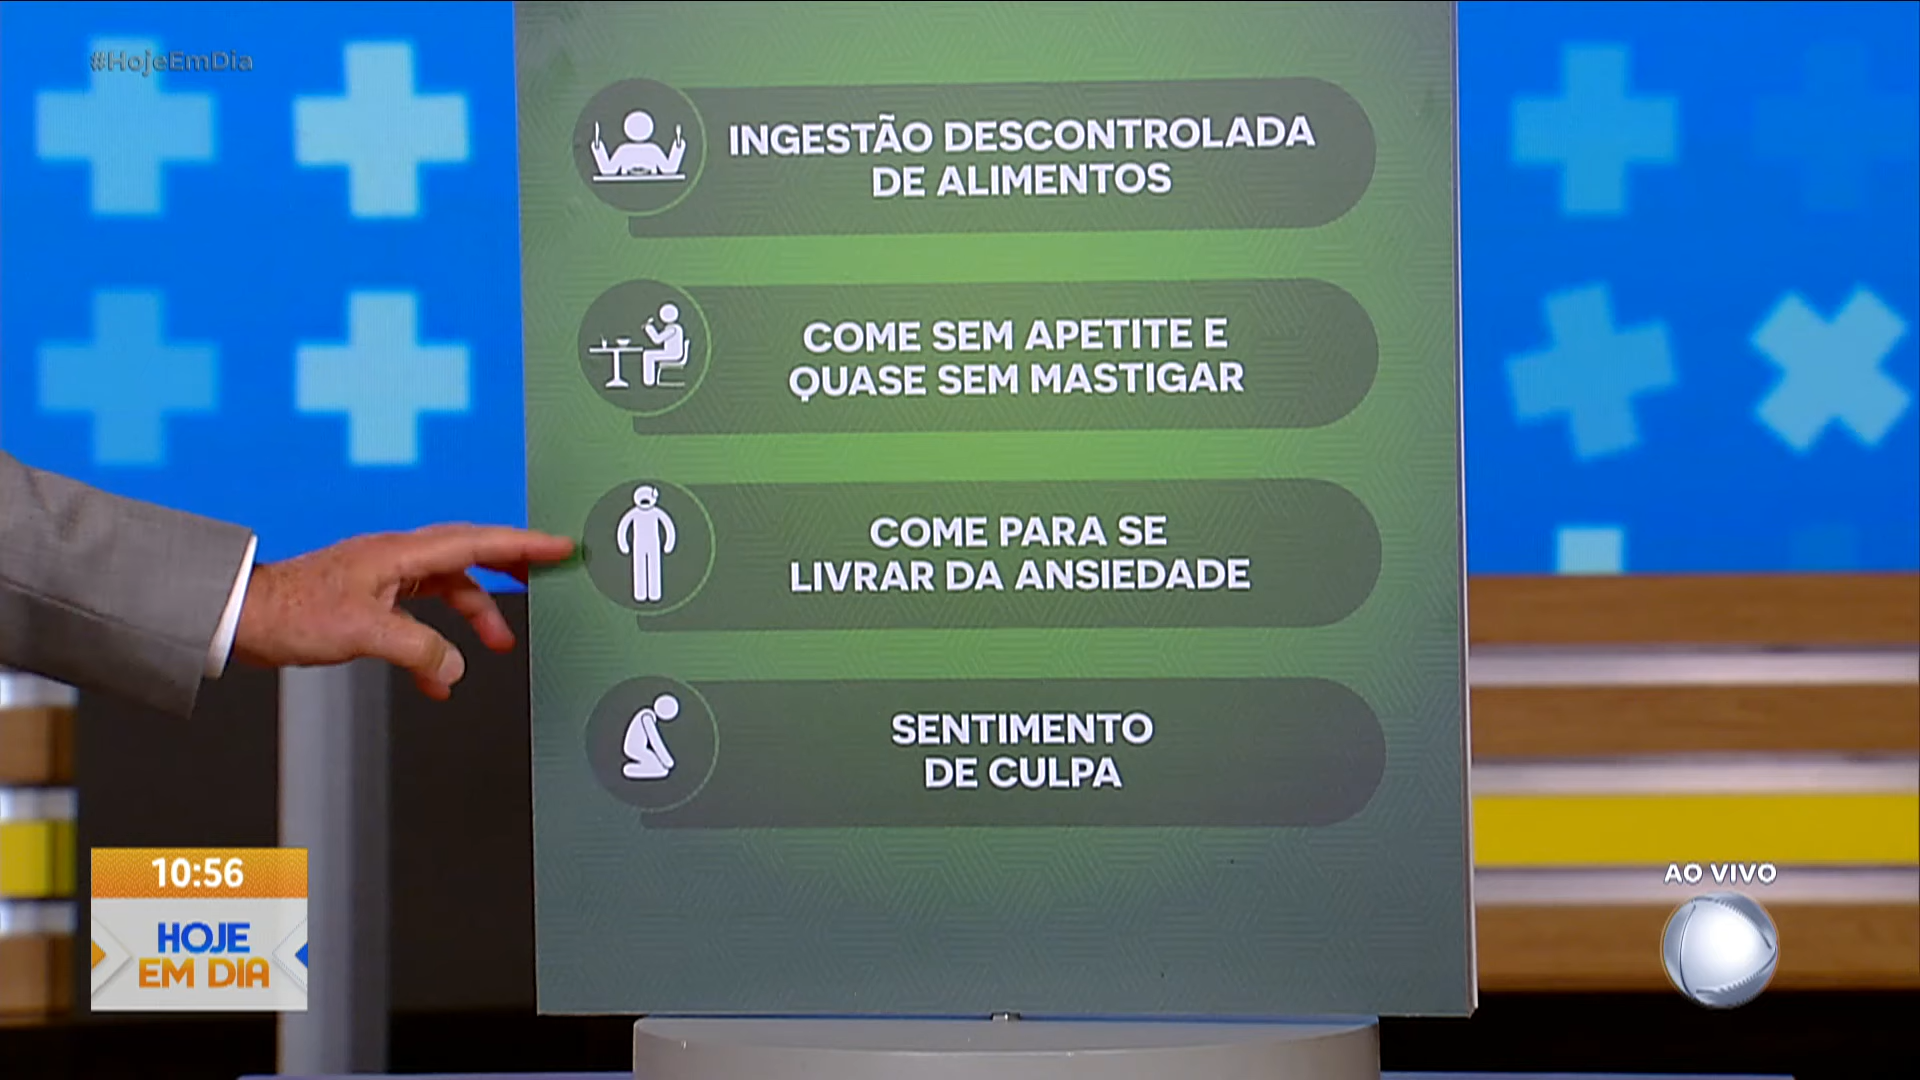 #HojeEmDia
INGESTÃO DESCONTROLADA
DE ALIMENTOS
COME SEM APETITE E
QUASE SEM MASTIGAR
COME PARA SE
LIVRAR DA ANSIEDADE
SENTIMENTO
DE CULPA
10:56
HOJE
EM DIA
AO VIVO